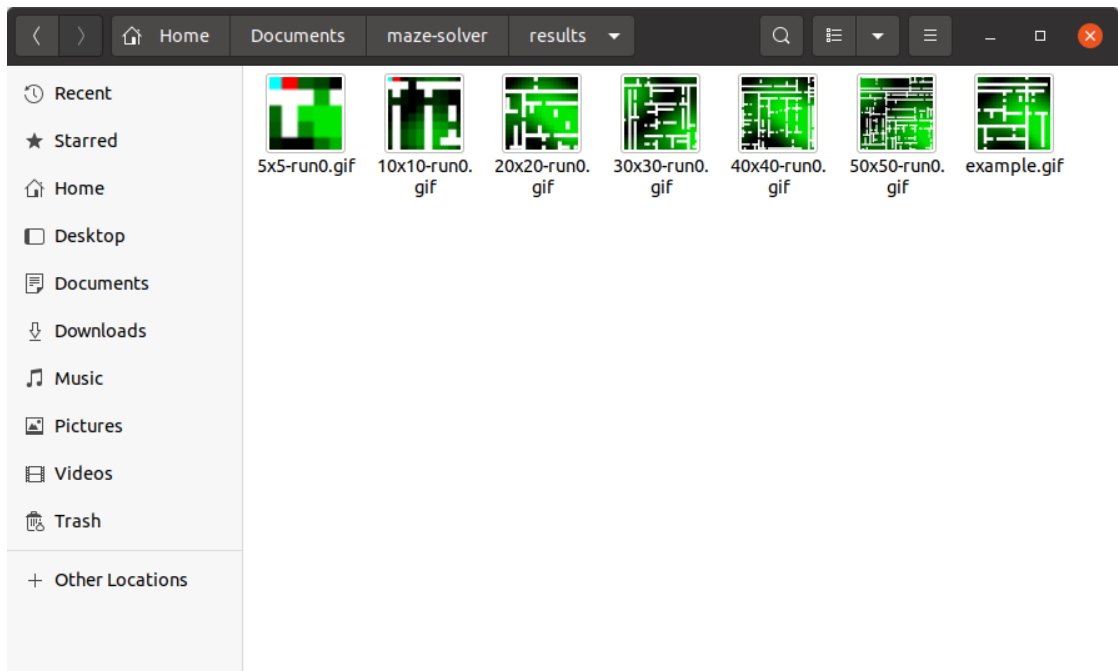 Home Documents maze-solver results
Recent
Starred
Home
Desktop
Documents
Downloads
Music
Pictures
Videos
Trash
Other Locations
5x5-run0.gif 10x10-run0. 20x20-run0. 30x30-run0. 40x40-run0. 50x50-run0. example.gif
gif gif gif gif gif